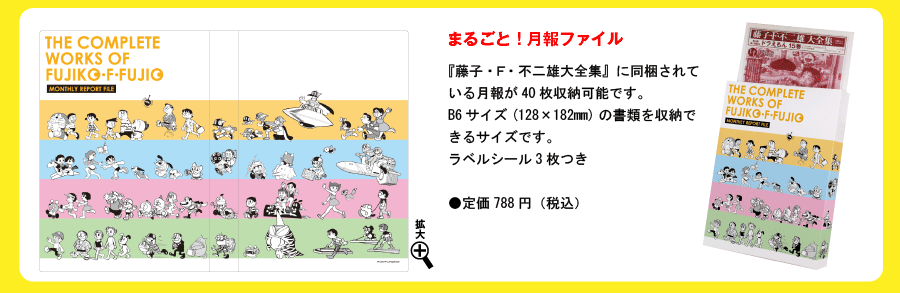 THE COMPLETE
WORKS OF
FUJIKO・F・FUJIO
MONTHLY REPORT FILE
拡大
まるごと！月報ファイル
『藤子・F・不二雄大全集』に同梱されて
いる月報が 40 枚収納可能です。
B6 サイズ (128×182㎜) の書類を収納で
きるサイズです。
ラベルシール 3 枚つき
●定価 788 円（税込）
藤子・F・不二雄大全集
ドラえもん 15巻
THE COMPLETE
WORKS OF
FUJIKO・F・FUJIO
MONTHLY REPORT FILE